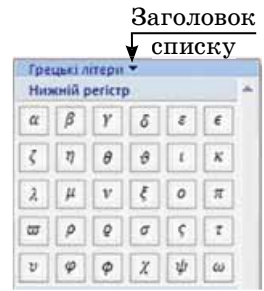 Заголовок
списку
Грецькі літери
Нижній регістр
α β γ δ ε ϵ
ζ η θ ϑ ι κ
λ μ ν ξ ο π
ϖ ρ ϱ σ ς τ
υ φ ϕ χ ψ ω